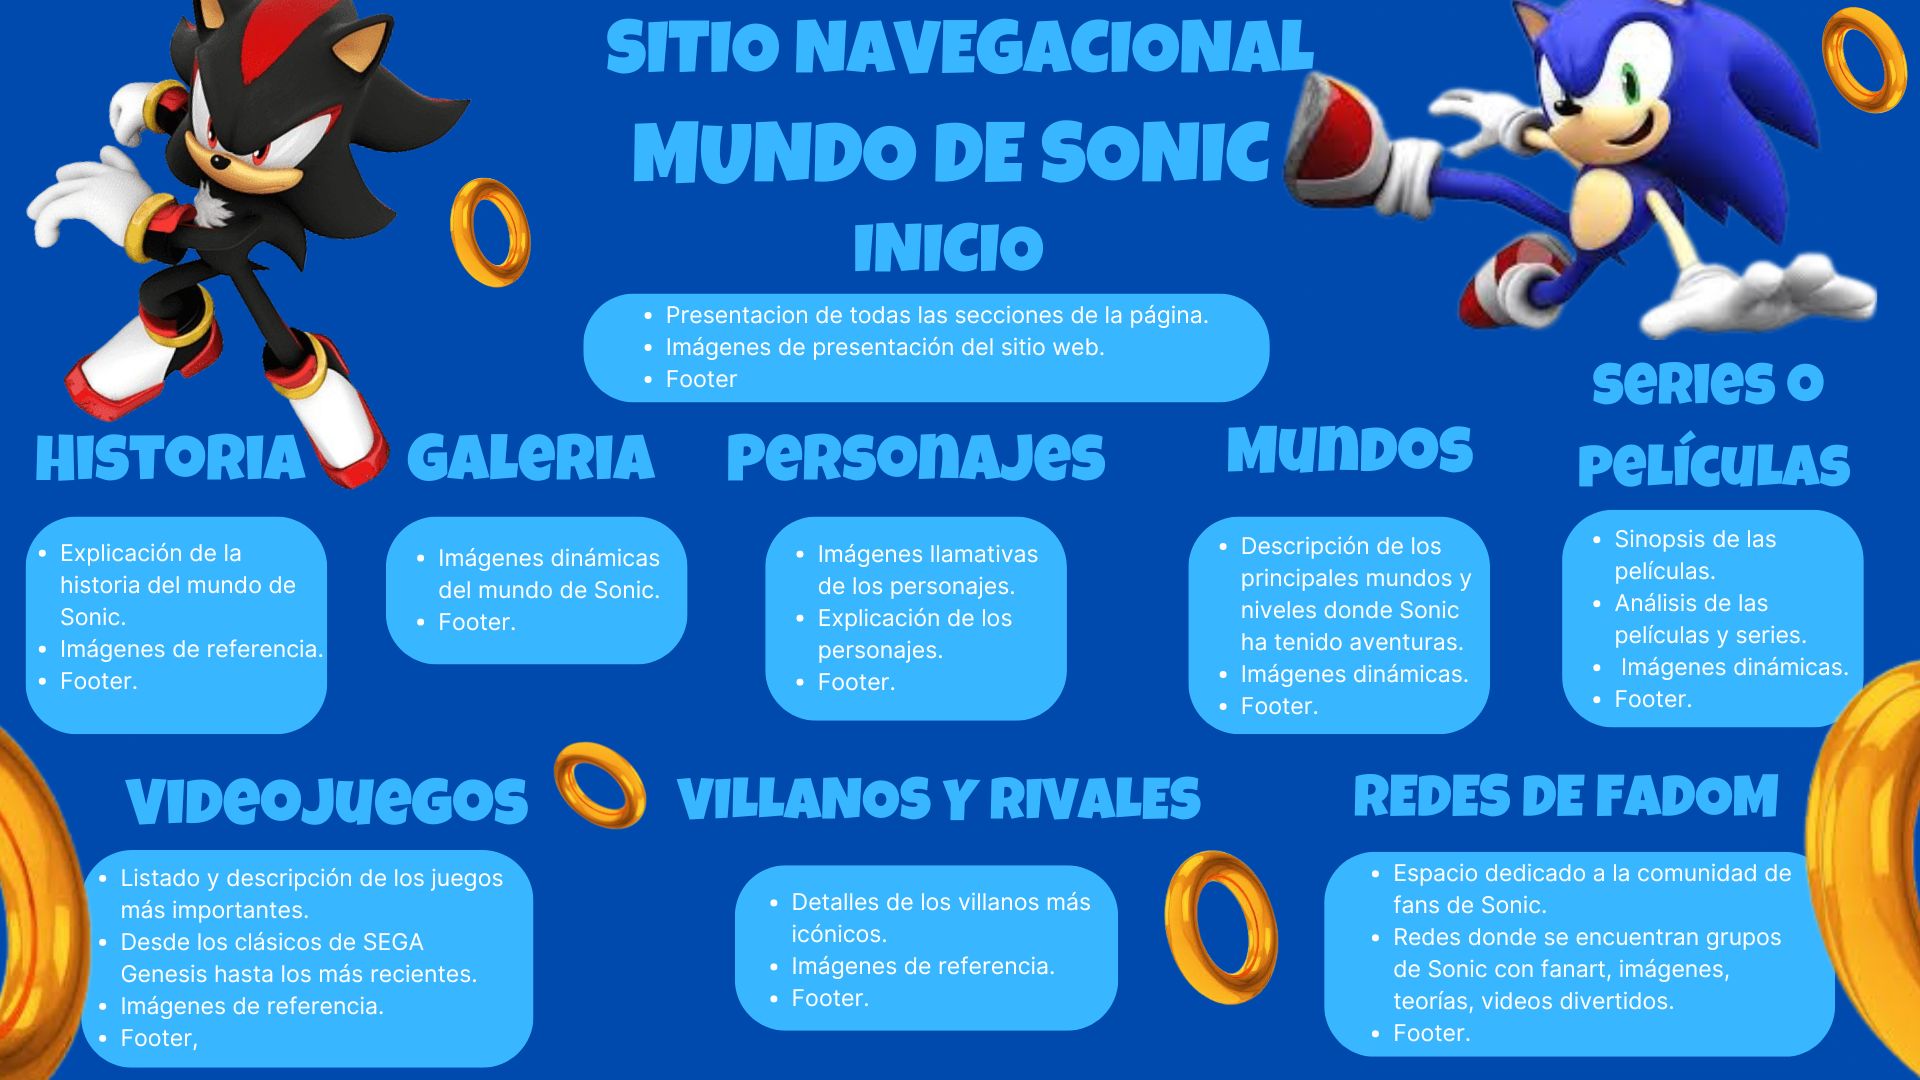 SITIO NAVEGACIONAL
MUNDO DE SONIC
INICIO
• Presentacion de todas las secciones de la página.
• Imágenes de presentación del sitio web.
• Footer
HISTORIA
• Explicación de la
historia del mundo de
Sonic.
• Imágenes de referencia.
• Footer.
GALERIA
• Imágenes dinámicas
del mundo de Sonic.
• Footer.
PERSONAJES
• Imágenes llamativas
de los personajes.
• Explicación de los
personajes.
• Footer.
MUNDOS
• Descripción de los
principales mundos y
niveles donde Sonic
ha tenido aventuras.
• Imágenes dinámicas.
• Footer.
SERIES O
PELÍCULAS
• Sinopsis de las
películas.
• Análisis de las
películas y series.
• Imágenes dinámicas.
• Footer.
VIDEOJUEGOS
• Listado y descripción de los juegos
más importantes.
• Desde los clásicos de SEGA
Genesis hasta los más recientes.
• Imágenes de referencia.
• Footer,
VILLANOS Y RIVALES
• Detalles de los villanos más
icónicos.
• Imágenes de referencia.
• Footer.
REDES DE FADOM
• Espacio dedicado a la comunidad de
fans de Sonic.
• Redes donde se encuentran grupos
de Sonic con fanart, imágenes,
teorías, videos divertidos.
• Footer.